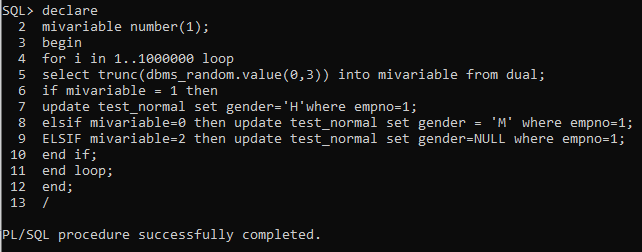 SQL> declare
2 mivariable number(1);
3 begin
4 for i in 1..1000000 loop
5 select trunc(dbms_random.value(0,3)) into mivariable from dual;
6 if mivariable = 1 then
7 update test_normal set gender='H'where empno=1;
8 elsif mivariable=0 then update test_normal set gender = 'M' where empno=1;
9 ELSIF mivariable=2 then update test_normal set gender=NULL where empno=1;
10 end if;
11 end loop;
12 end;
13 /
PL/SQL procedure successfully completed.